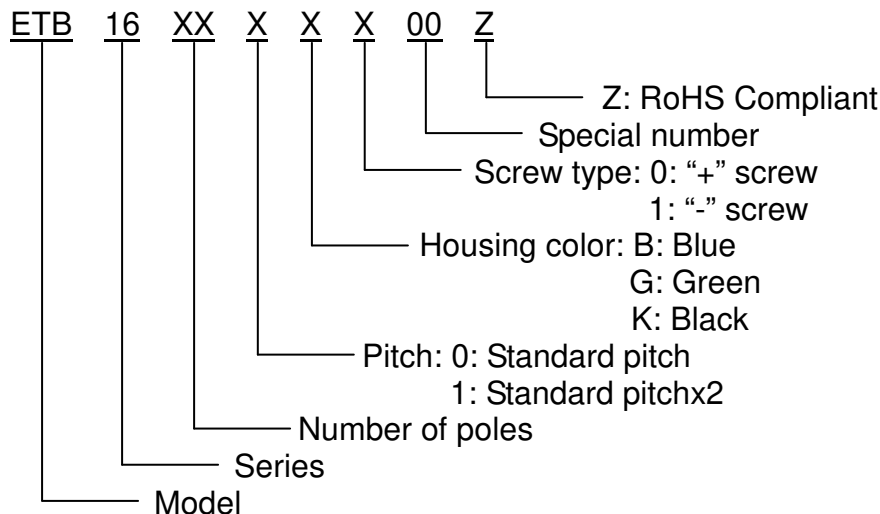 ETB 16 XX X X X 00 Z
Z: RoHS Compliant
Special number
Screw type: 0: “+” screw
1: “-” screw
Housing color: B: Blue
G: Green
K: Black
Pitch: 0: Standard pitch
1: Standard pitchx2
Number of poles
Series
Model